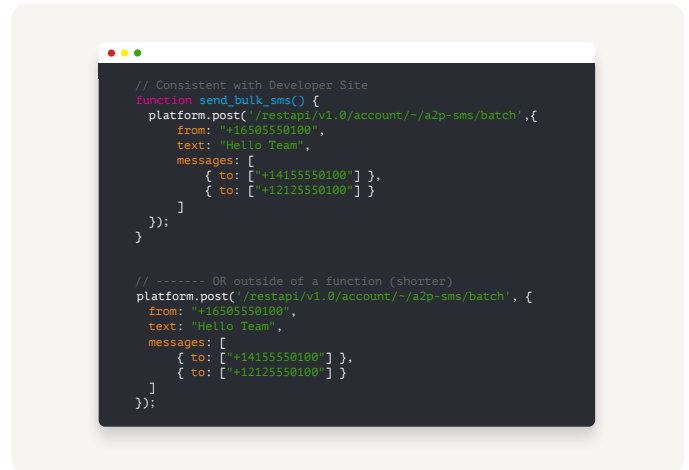 // Consistent with Developer Site
function send_bulk_sms() {
platform.post('/restapi/v1.0/account/~/a2p-sms/batch',{
from: "+16505550100",
text: "Hello Team",
messages: [
{ to: ["+14155550100"] },
{ to: ["+12125550100"] }
]
});
}
// ------- OR outside of a function (shorter)
platform.post('/restapi/v1.0/account/~/a2p-sms/batch', {
from: "+16505550100",
text: "Hello Team",
messages: [
{ to: ["+14155550100"] },
{ to: ["+12125550100"] }
]
});